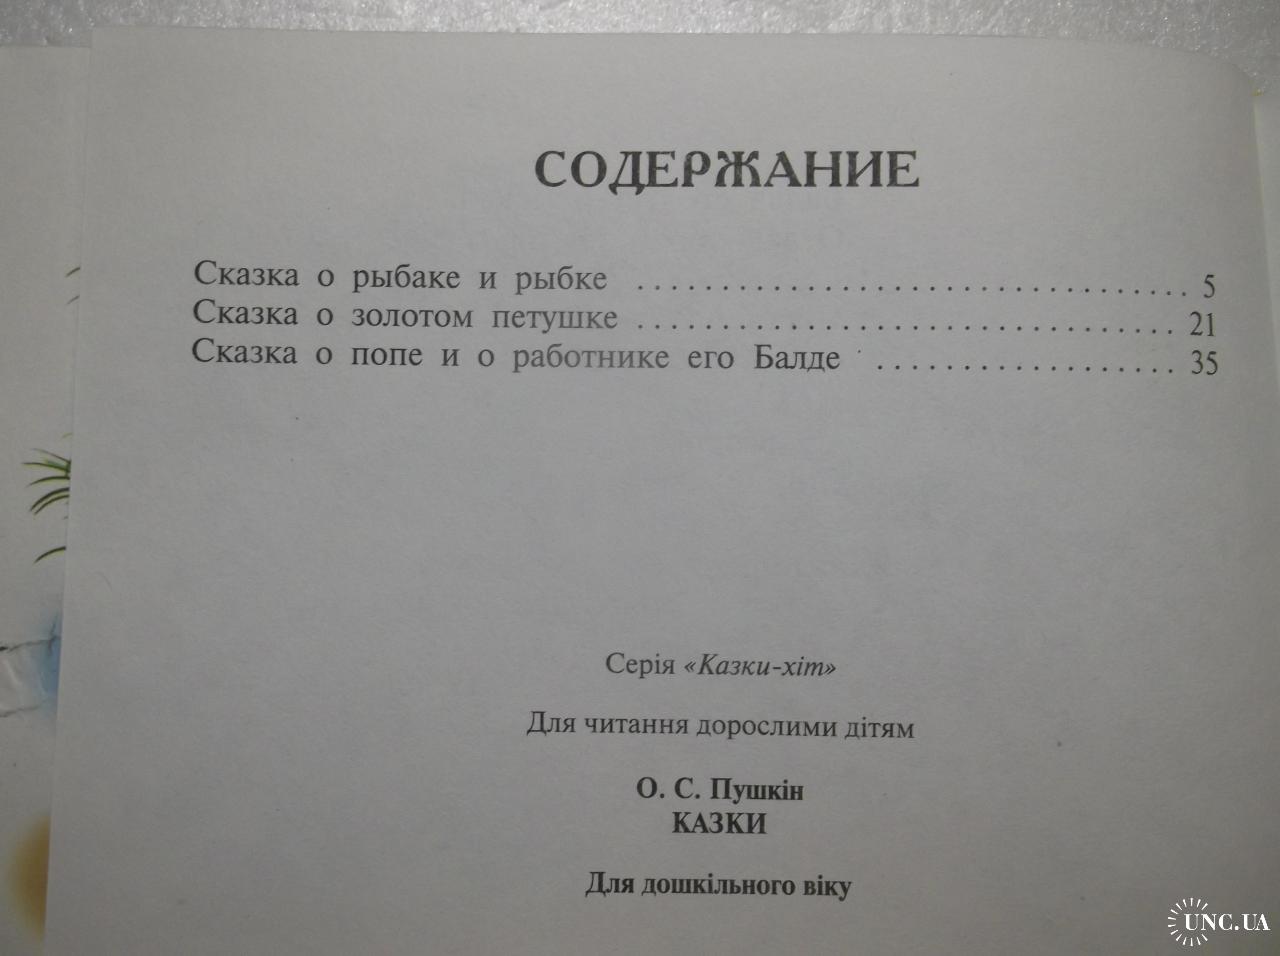 СОДЕРЖАНИЕ
Сказка о рыбаке и рыбке ................................. 5
Сказка о золотом петушке ................................ 21
Сказка о попе и о работнике его Балде .................. 35
Серія «Казки-хіт»
Для читання дорослими дітям
О. С. Пушкін
КАЗКИ
Для дошкільного віку
UNC.UA